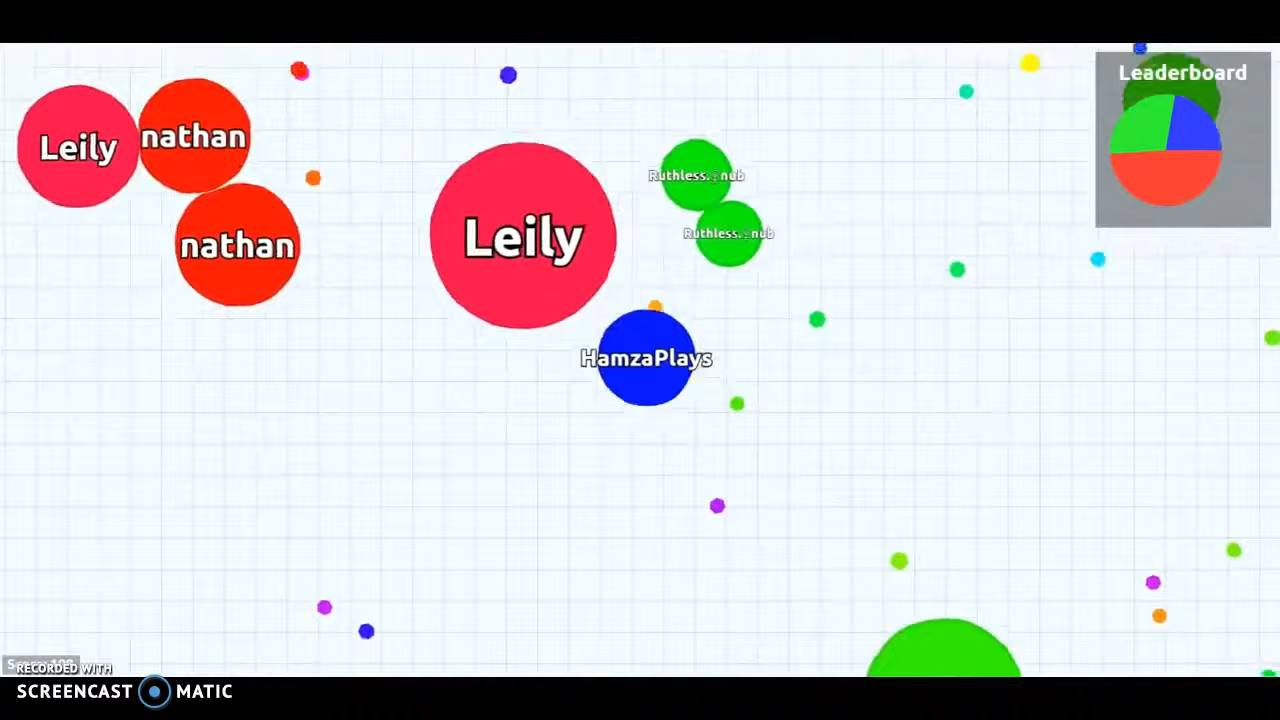 Leaderboard
Leily
nathan
nathan
Leily
HamzaPlays
RECORDED WITH
SCREENCAST MATIC